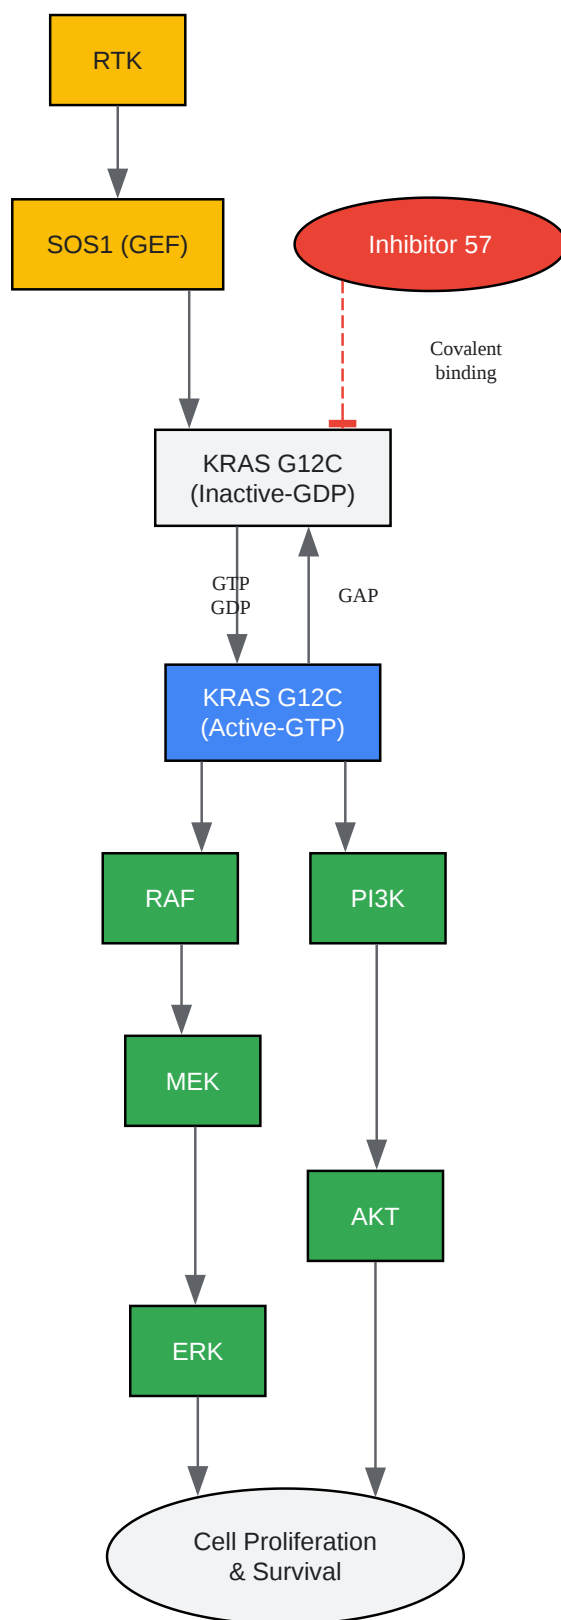 RTK
SOS1 (GEF)
Inhibitor 57
Covalent
binding
KRAS G12C
(Inactive-GDP)
GTP
GDP
GAP
KRAS G12C
(Active-GTP)
RAF
PI3K
MEK
AKT
ERK
Cell Proliferation
& Survival